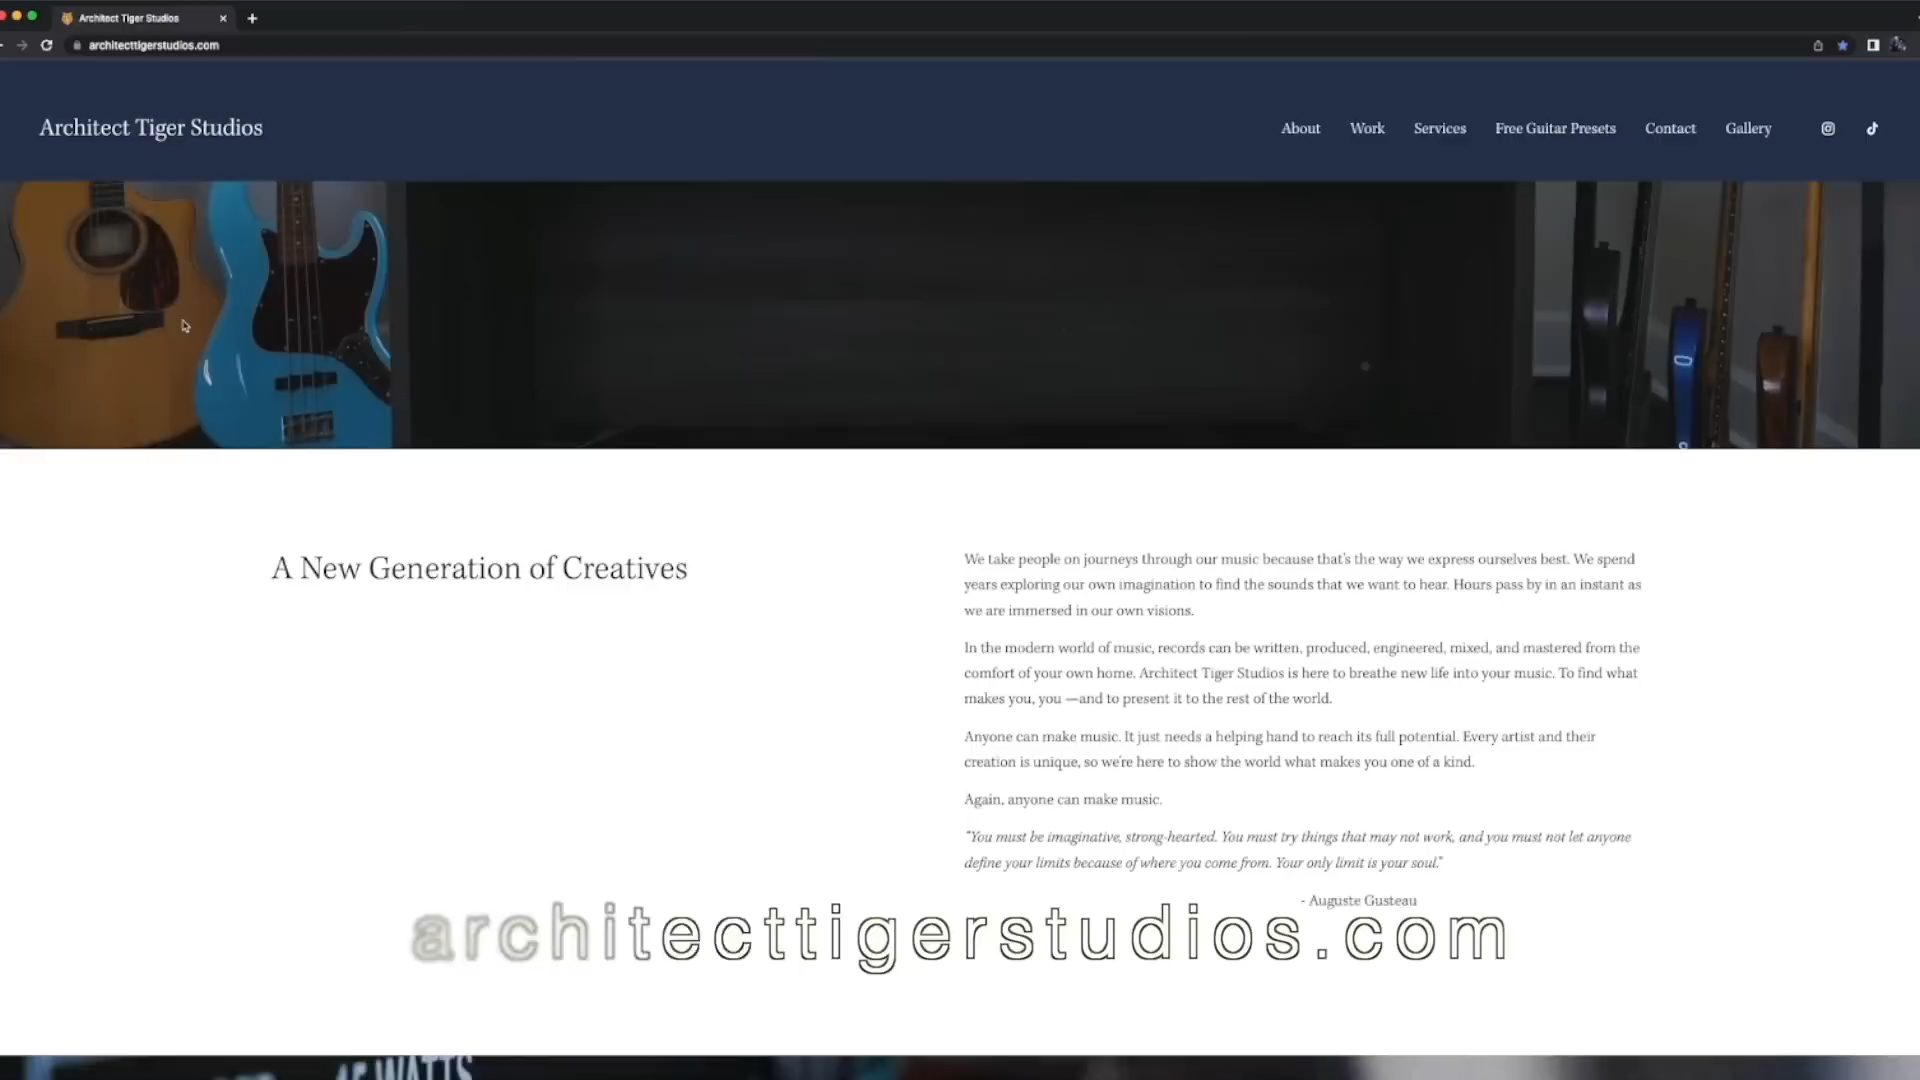 Architect Tiger Studios
architecttigerstudios.com
Architect Tiger Studios
About Work Services Free Guitar Presets Contact Gallery
A New Generation of Creatives
We take people on journeys through our music because that's the way we express ourselves best. We spend
years exploring our own imagination to find the sounds that we want to hear. Hours pass by in an instant as
we are immersed in our own visions.
In the modern world of music, records can be written, produced, engineered, mixed, and mastered from the
comfort of your own home. Architect Tiger Studios is here to breathe new life into your music. To find what
makes you, you —and to present it to the rest of the world.
Anyone can make music. It just needs a helping hand to reach its full potential. Every artist and their
creation is unique, so we're here to show the world what makes you one of a kind.
Again, anyone can make music.
"You must be imaginative, strong-hearted. You must try things that may not work, and you must not let anyone
define your limits because of where you come from. Your only limit is your soul."
- Auguste Gusteau
architecttigerstudios.com
15 WATTS